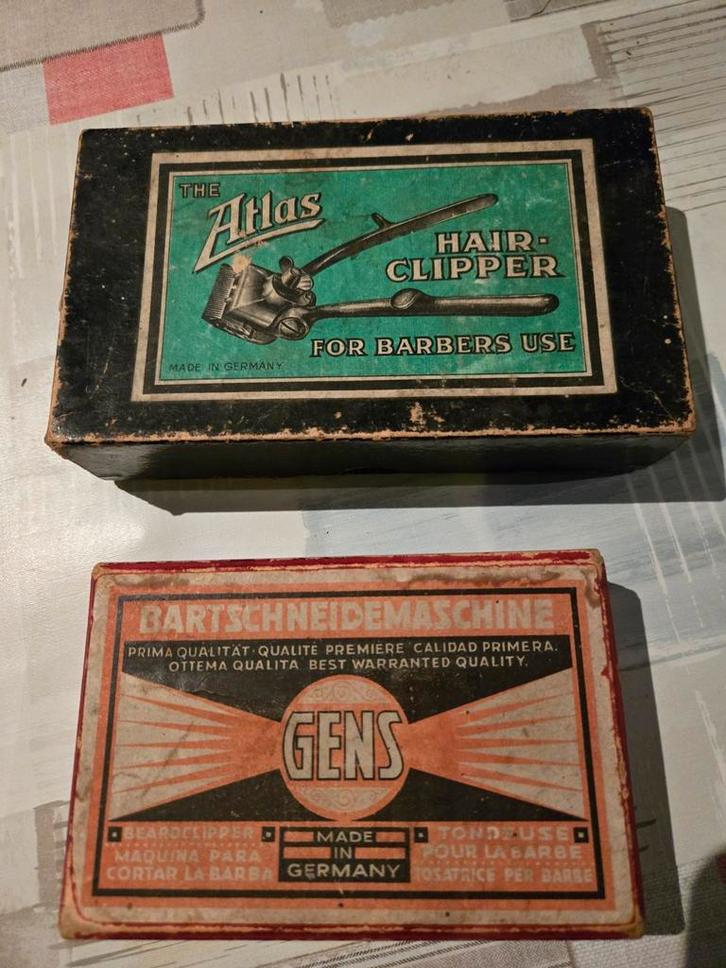 THE
Atlas
HAIR-
CLIPPER
FOR BARBERS USE
MADE IN GERMANY
BARTSCHNEIDEMASCHINE
PRIMA QUALITÄT · QUALITÉ PREMIÈRE CALIDAD PRIMERA.
OTTEMA QUALITA BEST WARRANTED QUALITY.
GENS
BEARDCLIPPER
MAQUINA PARA
CORTAR LA BARBA
MADE
IN
GERMANY
TONDEUSE
POUR LA BARBE
TOSATRICE PER BARBE